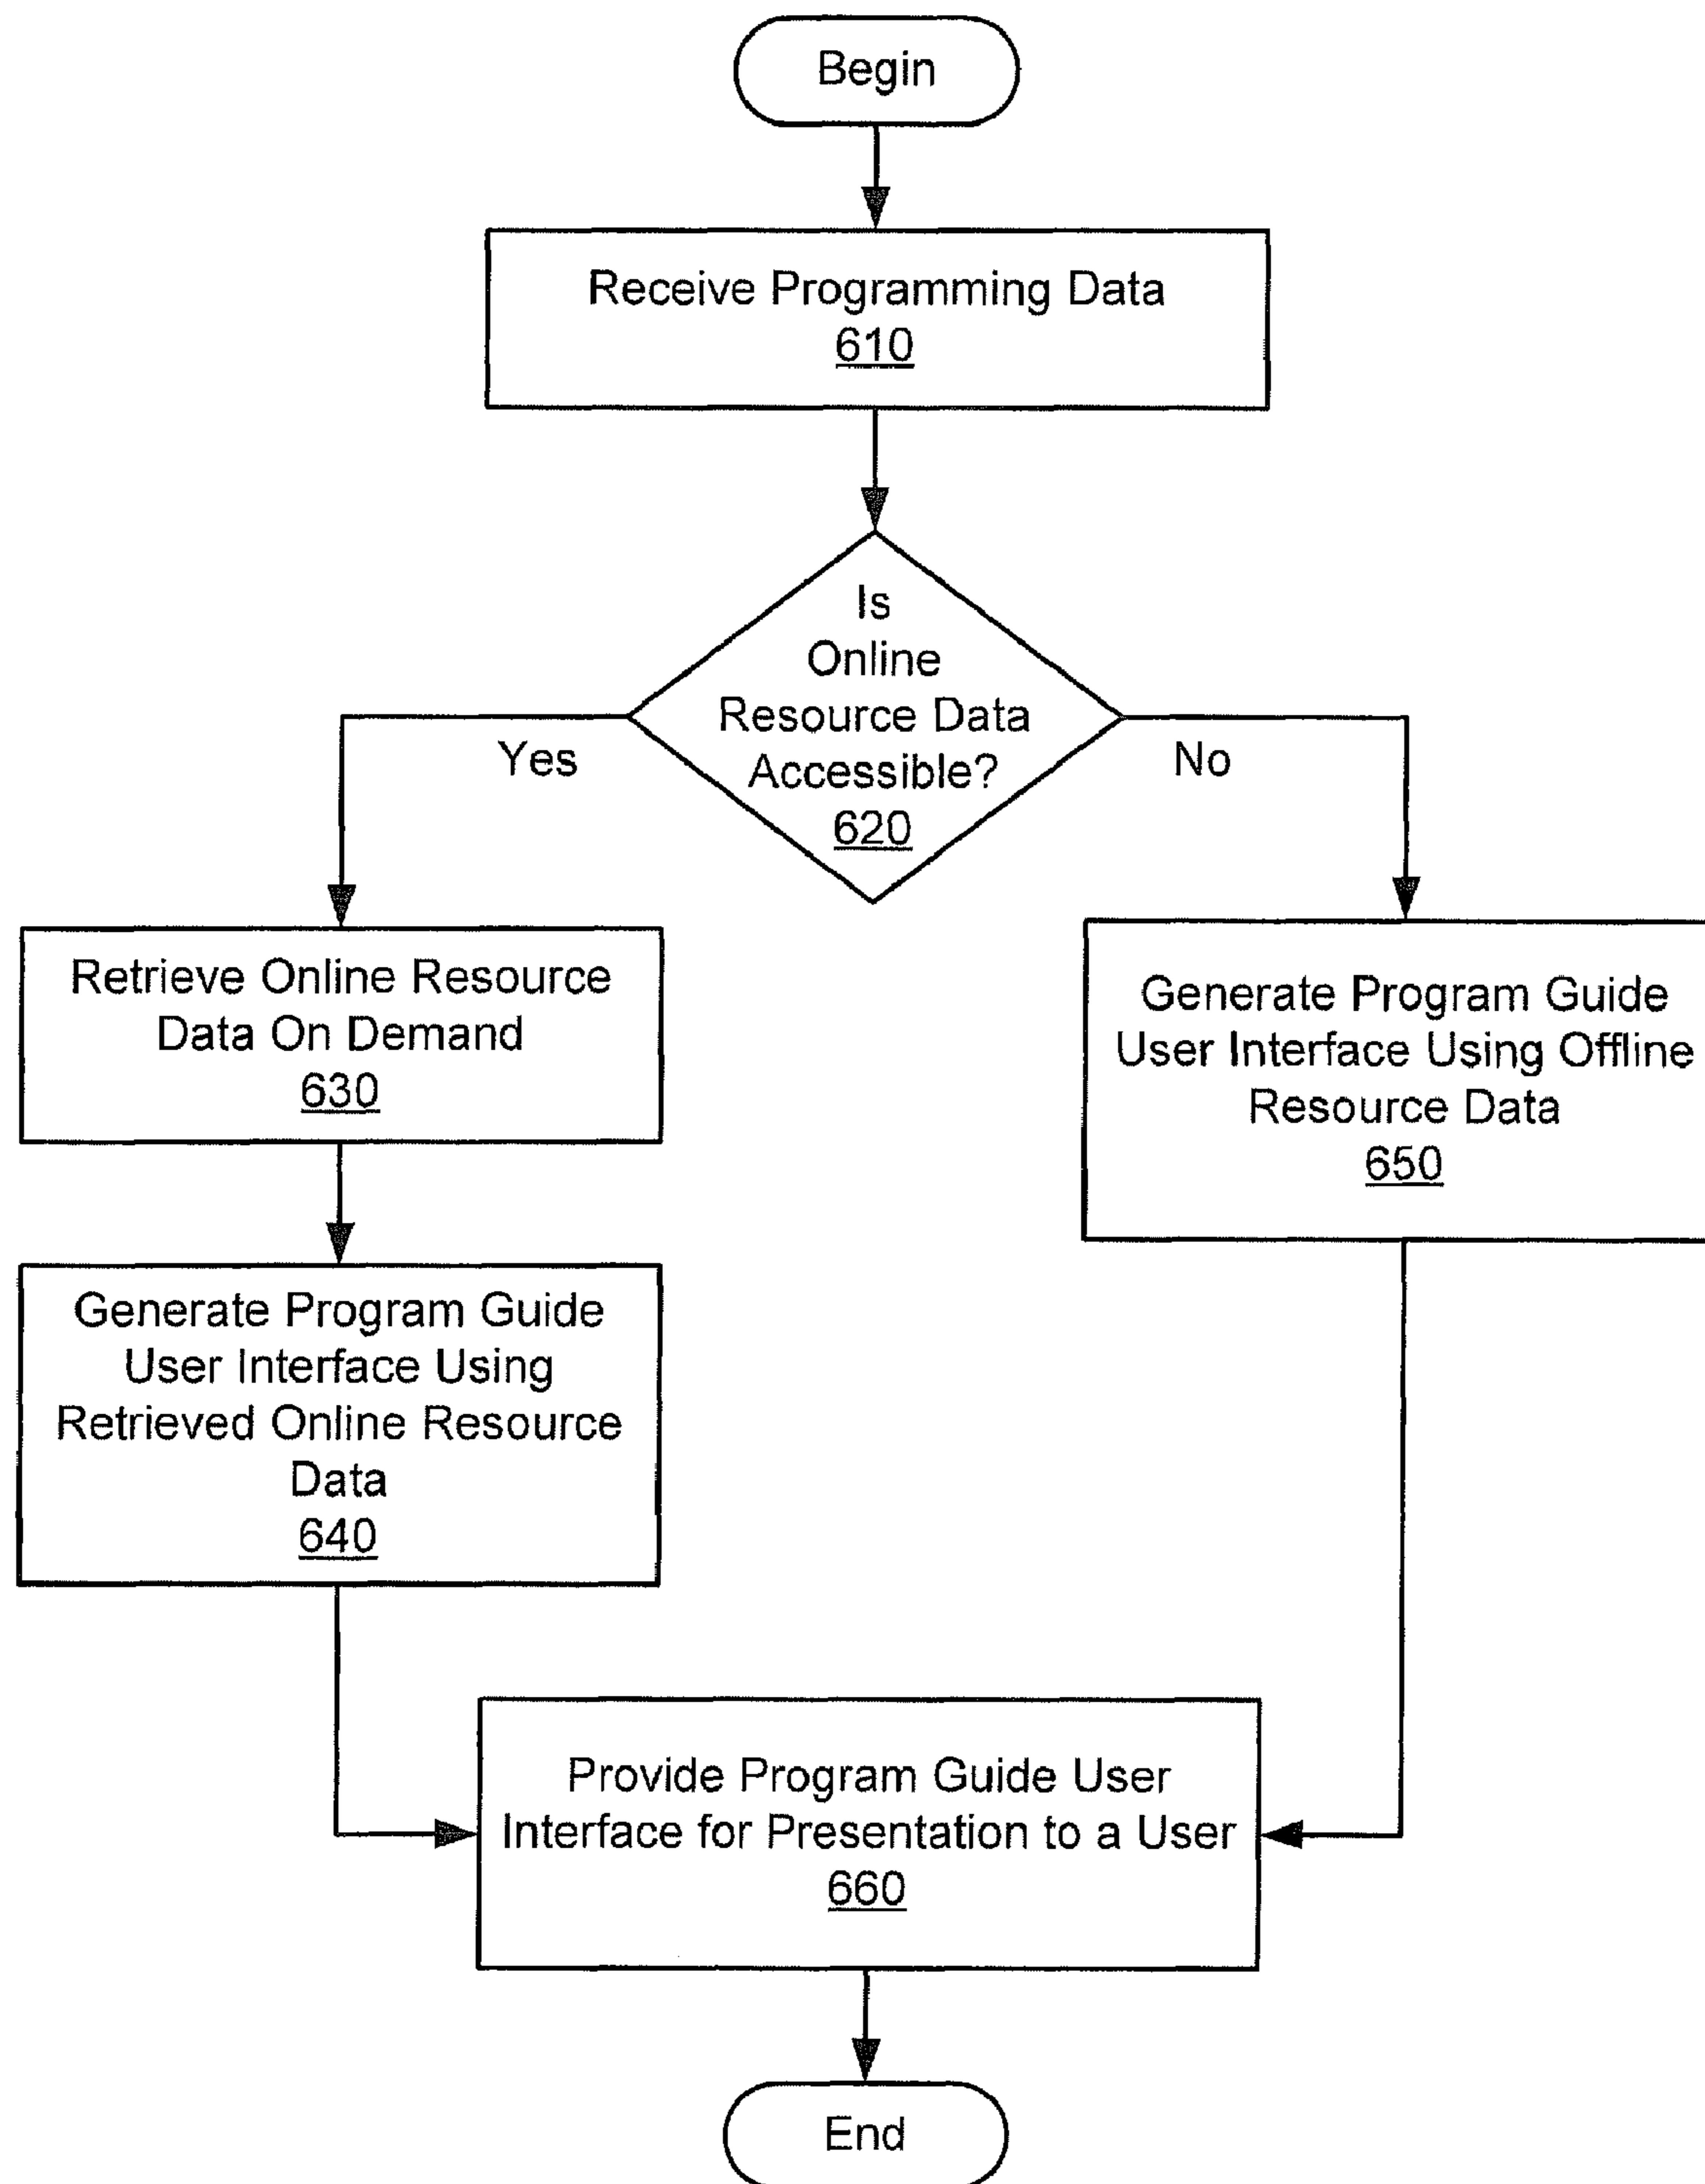 Begin
Receive Programming Data
610
Is
Online
Resource Data
Accessible?
620
Yes
No
Retrieve Online Resource
Data On Demand
630
Generate Program Guide
User Interface Using Offline
Resource Data
650
Generate Program Guide
User Interface Using
Retrieved Online Resource
Data
640
Provide Program Guide User
Interface for Presentation to a User
660
End